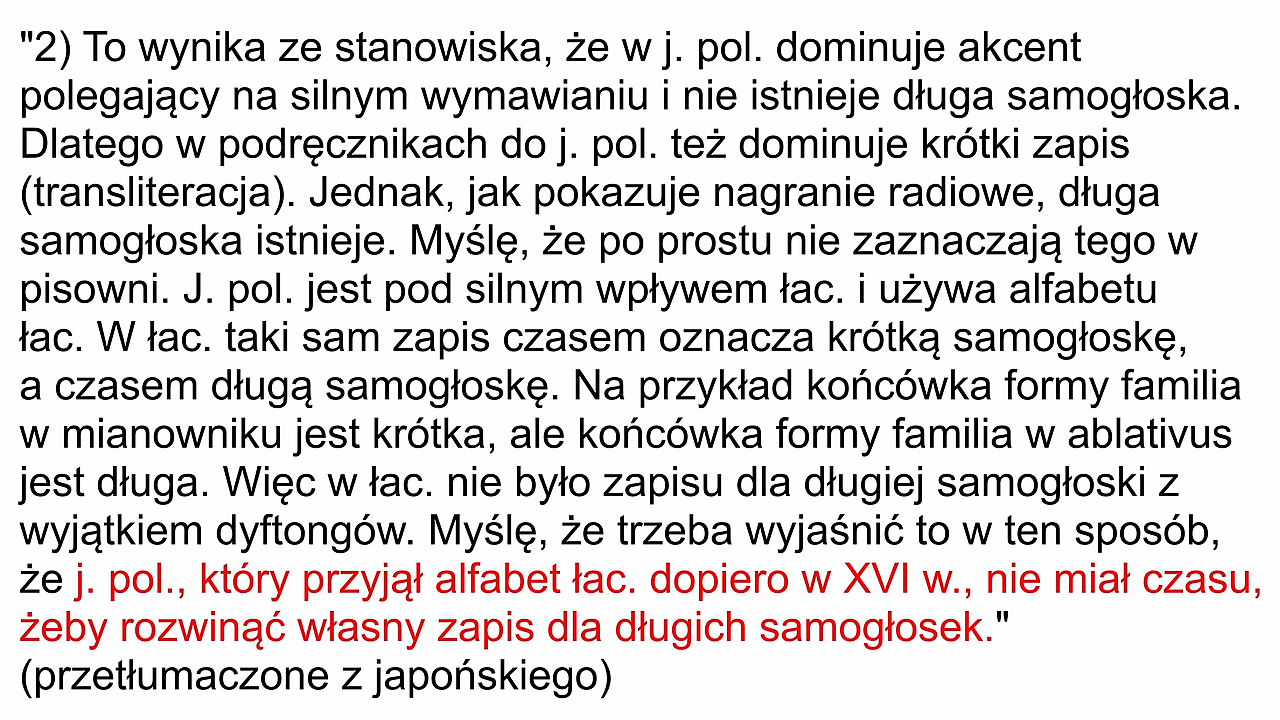 "2) To wynika ze stanowiska, że w j. pol. dominuje akcent
polegający na silnym wymawianiu i nie istnieje długa samogłoska.
Dlatego w podręcznikach do j. pol. też dominuje krótki zapis
(transliteracja). Jednak, jak pokazuje nagranie radiowe, długa
samogłoska istnieje. Myślę, że po prostu nie zaznaczają tego w
pisowni. J. pol. jest pod silnym wpływem łac. i używa alfabetu
łac. W łac. taki sam zapis czasem oznacza krótką samogłoskę,
a czasem długą samogłoskę. Na przykład końcówka formy familia
w mianowniku jest krótka, ale końcówka formy familia w ablativus
jest długa. Więc w łac. nie było zapisu dla długiej samogłoski z
wyjątkiem dyftongów. Myślę, że trzeba wyjaśnić to w ten sposób,
że j. pol., który przyjął alfabet łac. dopiero w XVI w., nie miał czasu,
żeby rozwinąć własny zapis dla długich samogłosek."
(przetłumaczone z japońskiego)